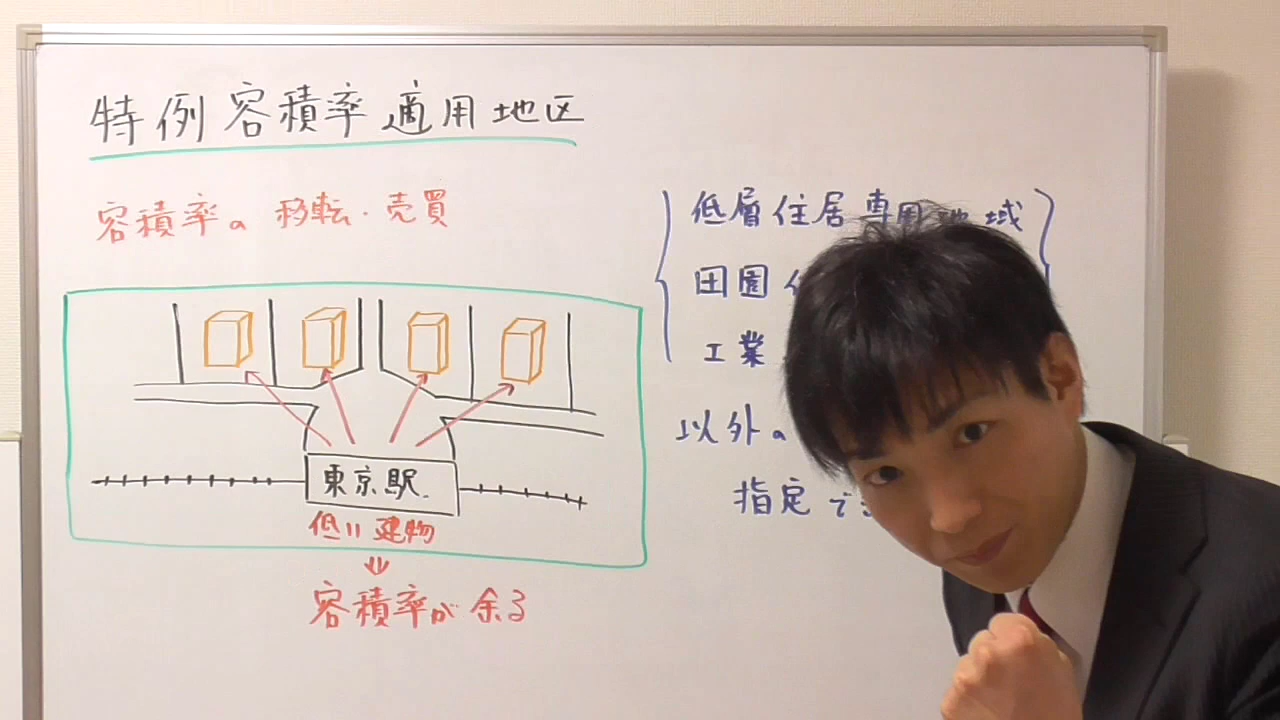 特例容積率適用地区
容積率の移転・売買
東京駅
低い建物
⇓
容積率が余る
低層住居専用地域
田園
工業
以外の
指定で